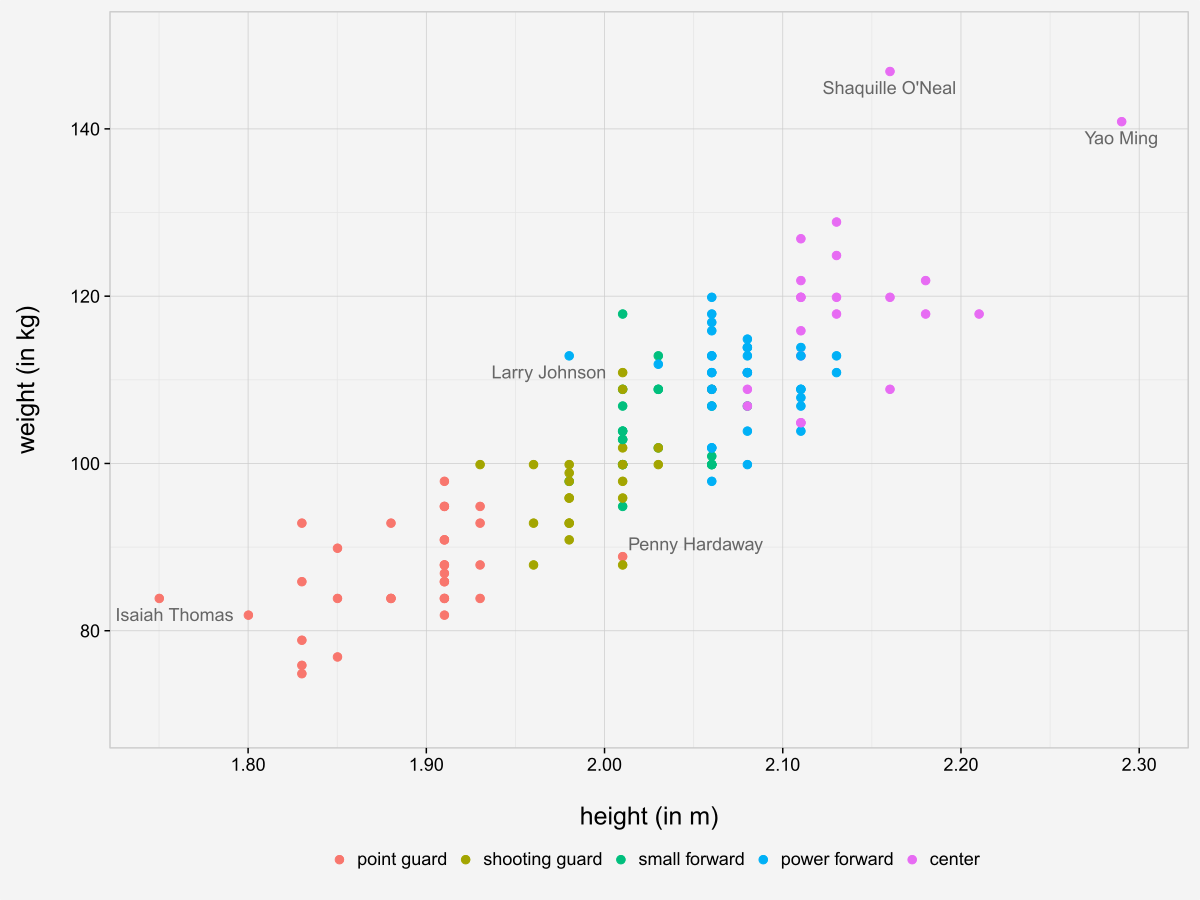 Shaquille O'Neal
140
Yao Ming
120
Larry Johnson
100
Penny Hardaway
Isaiah Thomas
80
weight (in kg)
1.80 1.90 2.00 2.10 2.20 2.30
height (in m)
point guard shooting guard small forward power forward center